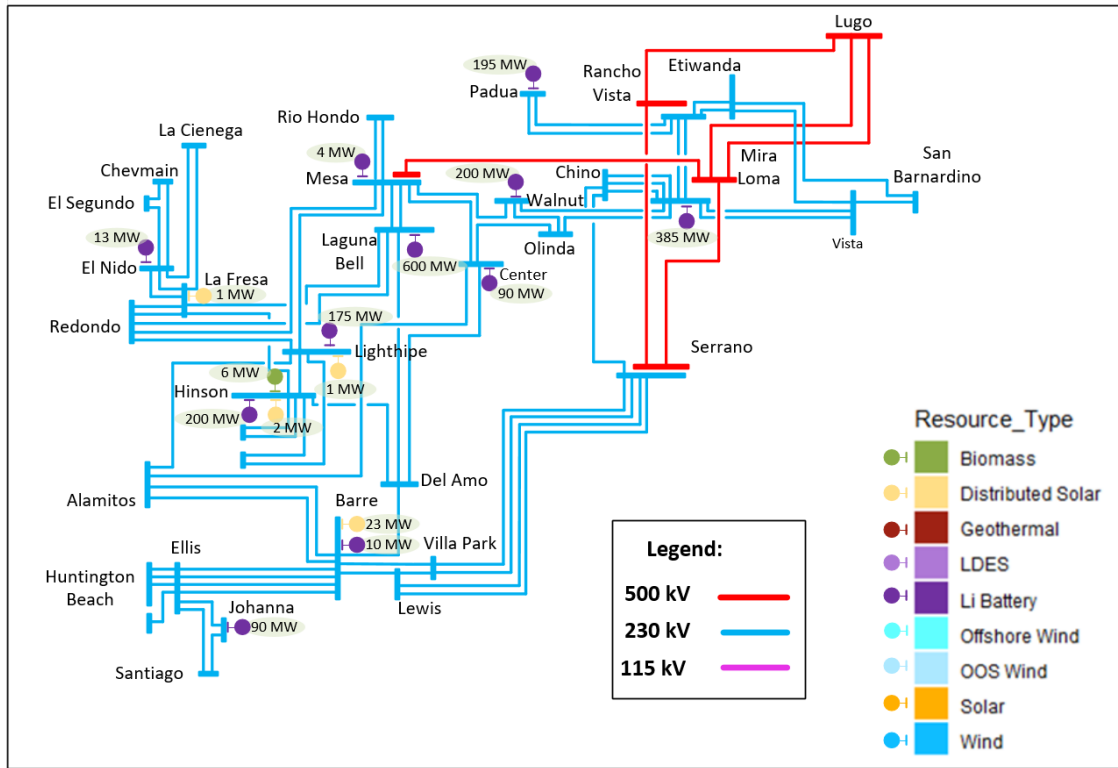 Lugo
195 MW
Rancho
Vista
Etiwanda
Padua
Rio Hondo
La Cienega
4 MW
Mesa
Chevmain
El Segundo
200 MW
Walnut
Chino
Mira
Loma
San
Barnardino
13 MW
El Nido
Laguna
Bell
600 MW
Olinda
385 MW
Vista
La Fresa
1 MW
Center
90 MW
Redondo
175 MW
Lighthipe
Serrano
6 MW
1 MW
Hinson
200 MW
2 MW
Alamitos
Del Amo
Barre
23 MW
10 MW
Villa Park
Lewis
Ellis
Huntington
Beach
Johanna
90 MW
Santiago
Legend:
500 kV
230 kV
115 kV
Resource_Type
Biomass
Distributed Solar
Geothermal
LDES
Li Battery
Offshore Wind
OOS Wind
Solar
Wind